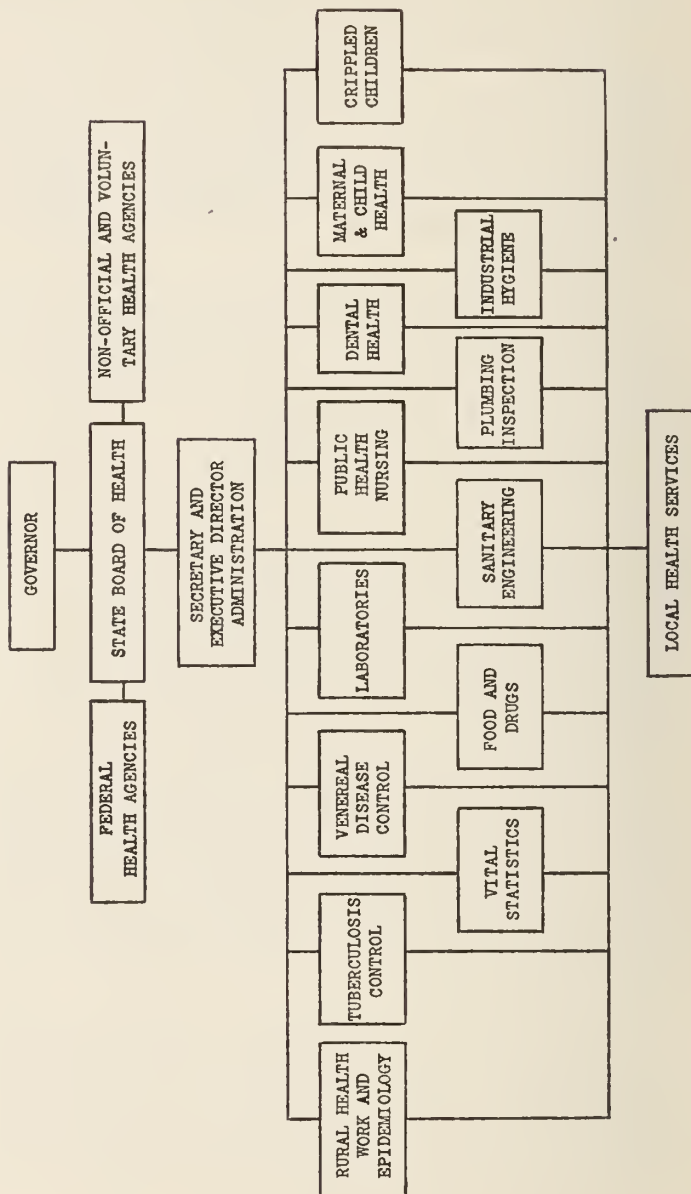 GOVERNOR
FEDERAL
HEALTH AGENCIES
STATE BOARD OF HEALTH
NON-OFFICIAL AND VOLUN-
TARY HEALTH AGENCIES
SECRETARY AND
EXECUTIVE DIRECTOR
ADMINISTRATION
RURAL HEALTH
WORK AND
EPIDEMIOLOGY
TUBERCULOSIS
CONTROL
VENEREAL
DISEASE
CONTROL
LABORATORIES
PUBLIC
HEALTH
NURSING
DENTAL
HEALTH
MATERNAL
& CHILD
HEALTH
CRIPPLED
CHILDREN
VITAL
STATISTICS
FOOD AND
DRUGS
SANITARY
ENGINEERING
PLUMBING
INSPECTION
INDUSTRIAL
HYGIENE
LOCAL HEALTH SERVICES